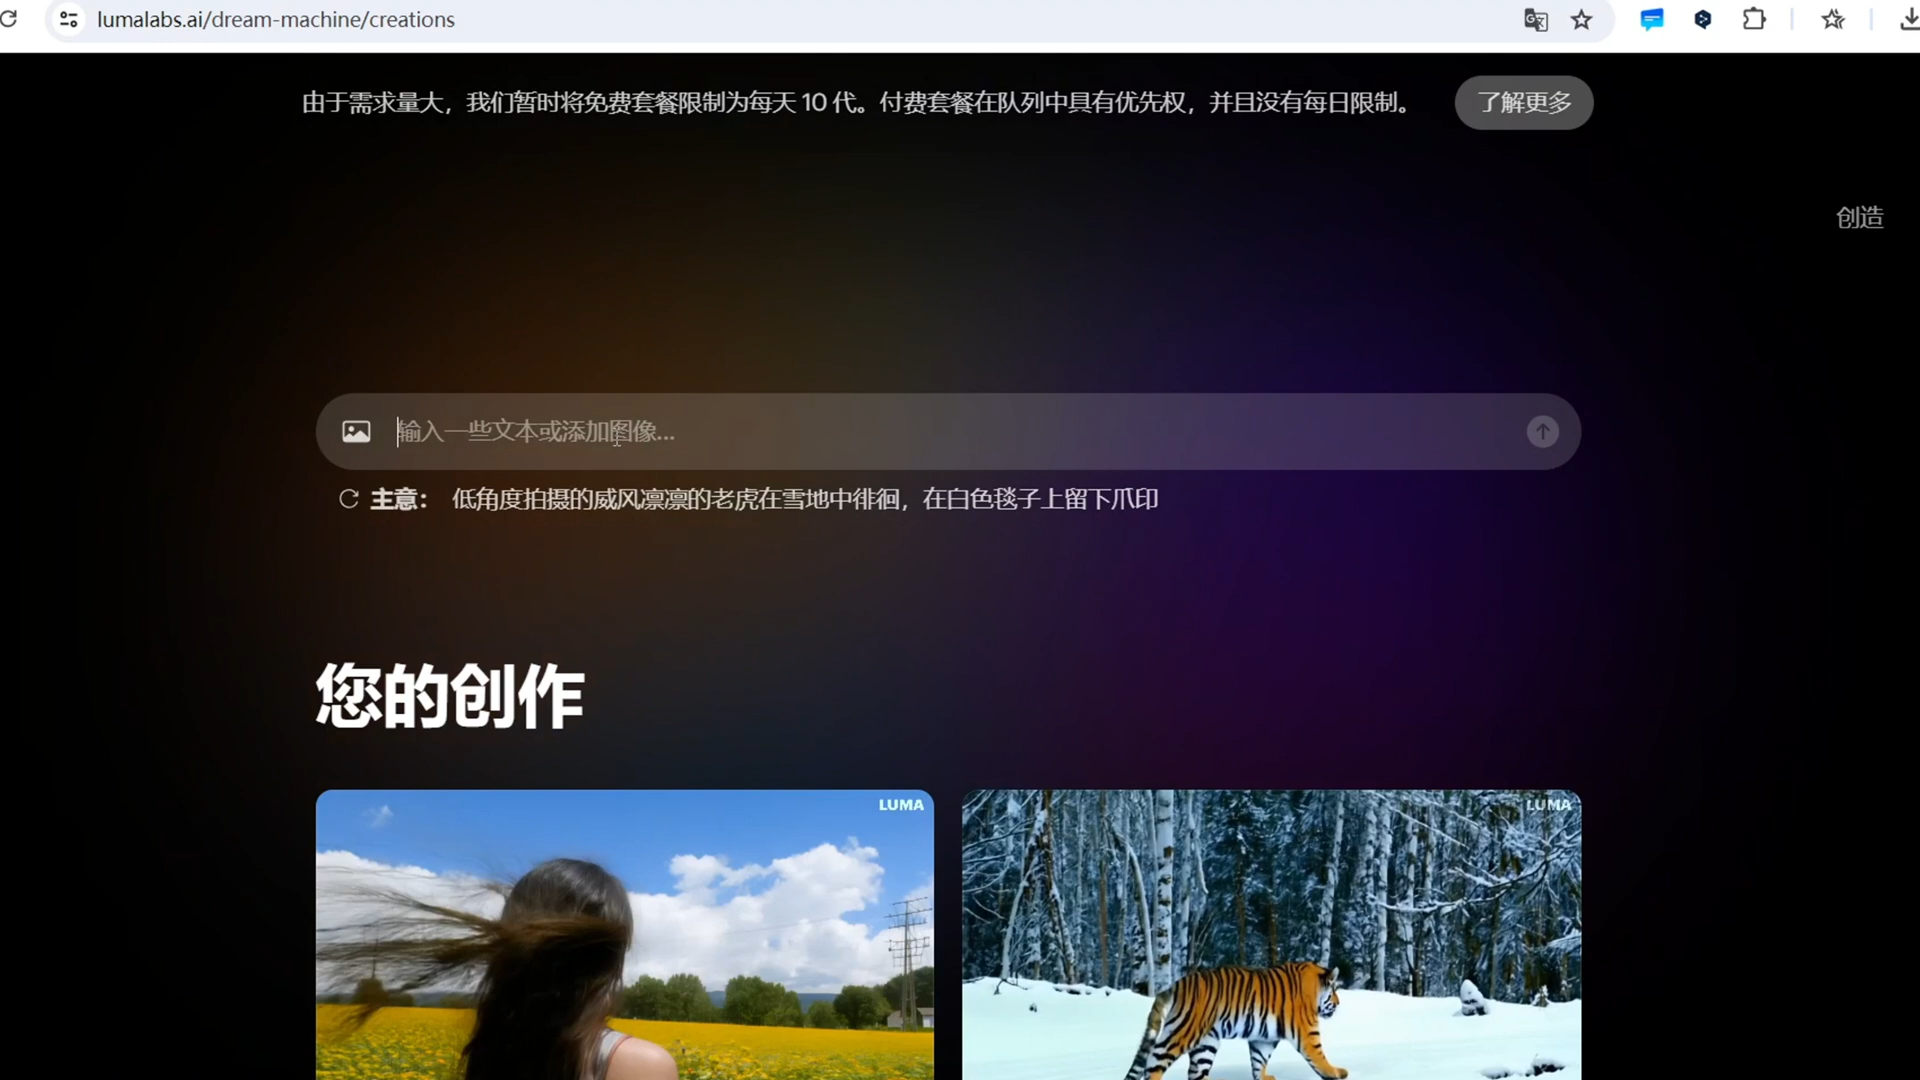 lumalabs.ai/dream-machine/creations
由于需求量大，我们暂时将免费套餐限制为每天 10 代。付费套餐在队列中具有优先权，并且没有每日限制。
了解更多
创造
输入一些文本或添加图像...
主意： 低角度拍摄的威风凛凛的老虎在雪地中徘徊，在白色毯子上留下爪印
您的创作
LUMA
LUMA